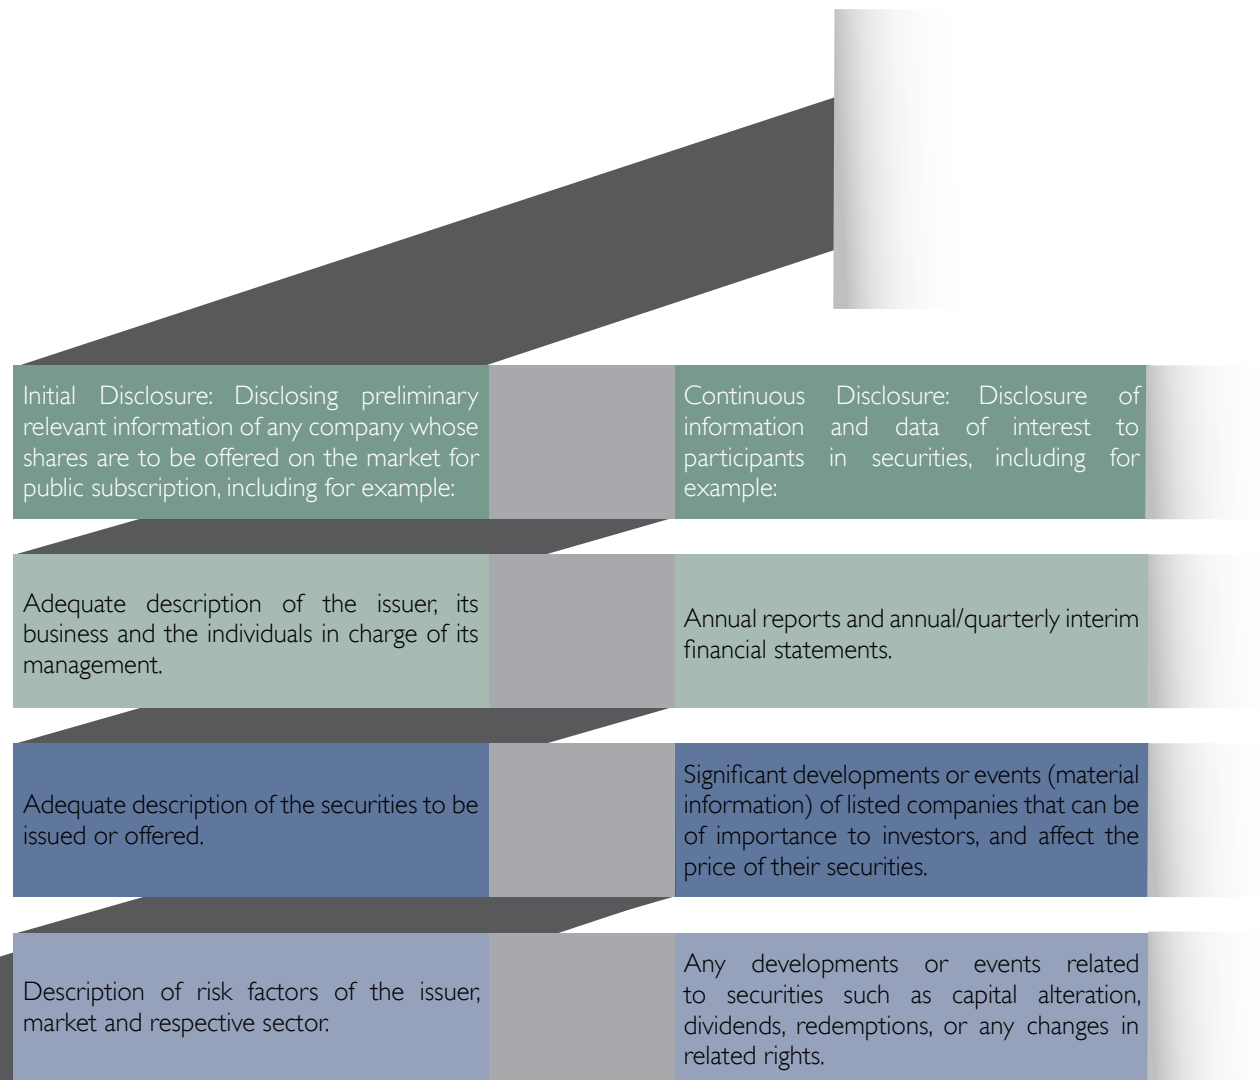 Initial Disclosure: Disclosing preliminary
relevant information of any company whose
shares are to be offered on the market for
public subscription, including for example:
Continuous Disclosure: Disclosure of
information and data of interest to
participants in securities, including for
example:
Adequate description of the issuer, its
business and the individuals in charge of its
management.
Annual reports and annual/quarterly interim
financial statements.
Adequate description of the securities to be
issued or offered.
Significant developments or events (material
information) of listed companies that can be
of importance to investors, and affect the
price of their securities.
Description of risk factors of the issuer,
market and respective sector.
Any developments or events related
to securities such as capital alteration,
dividends, redemptions, or any changes in
related rights.